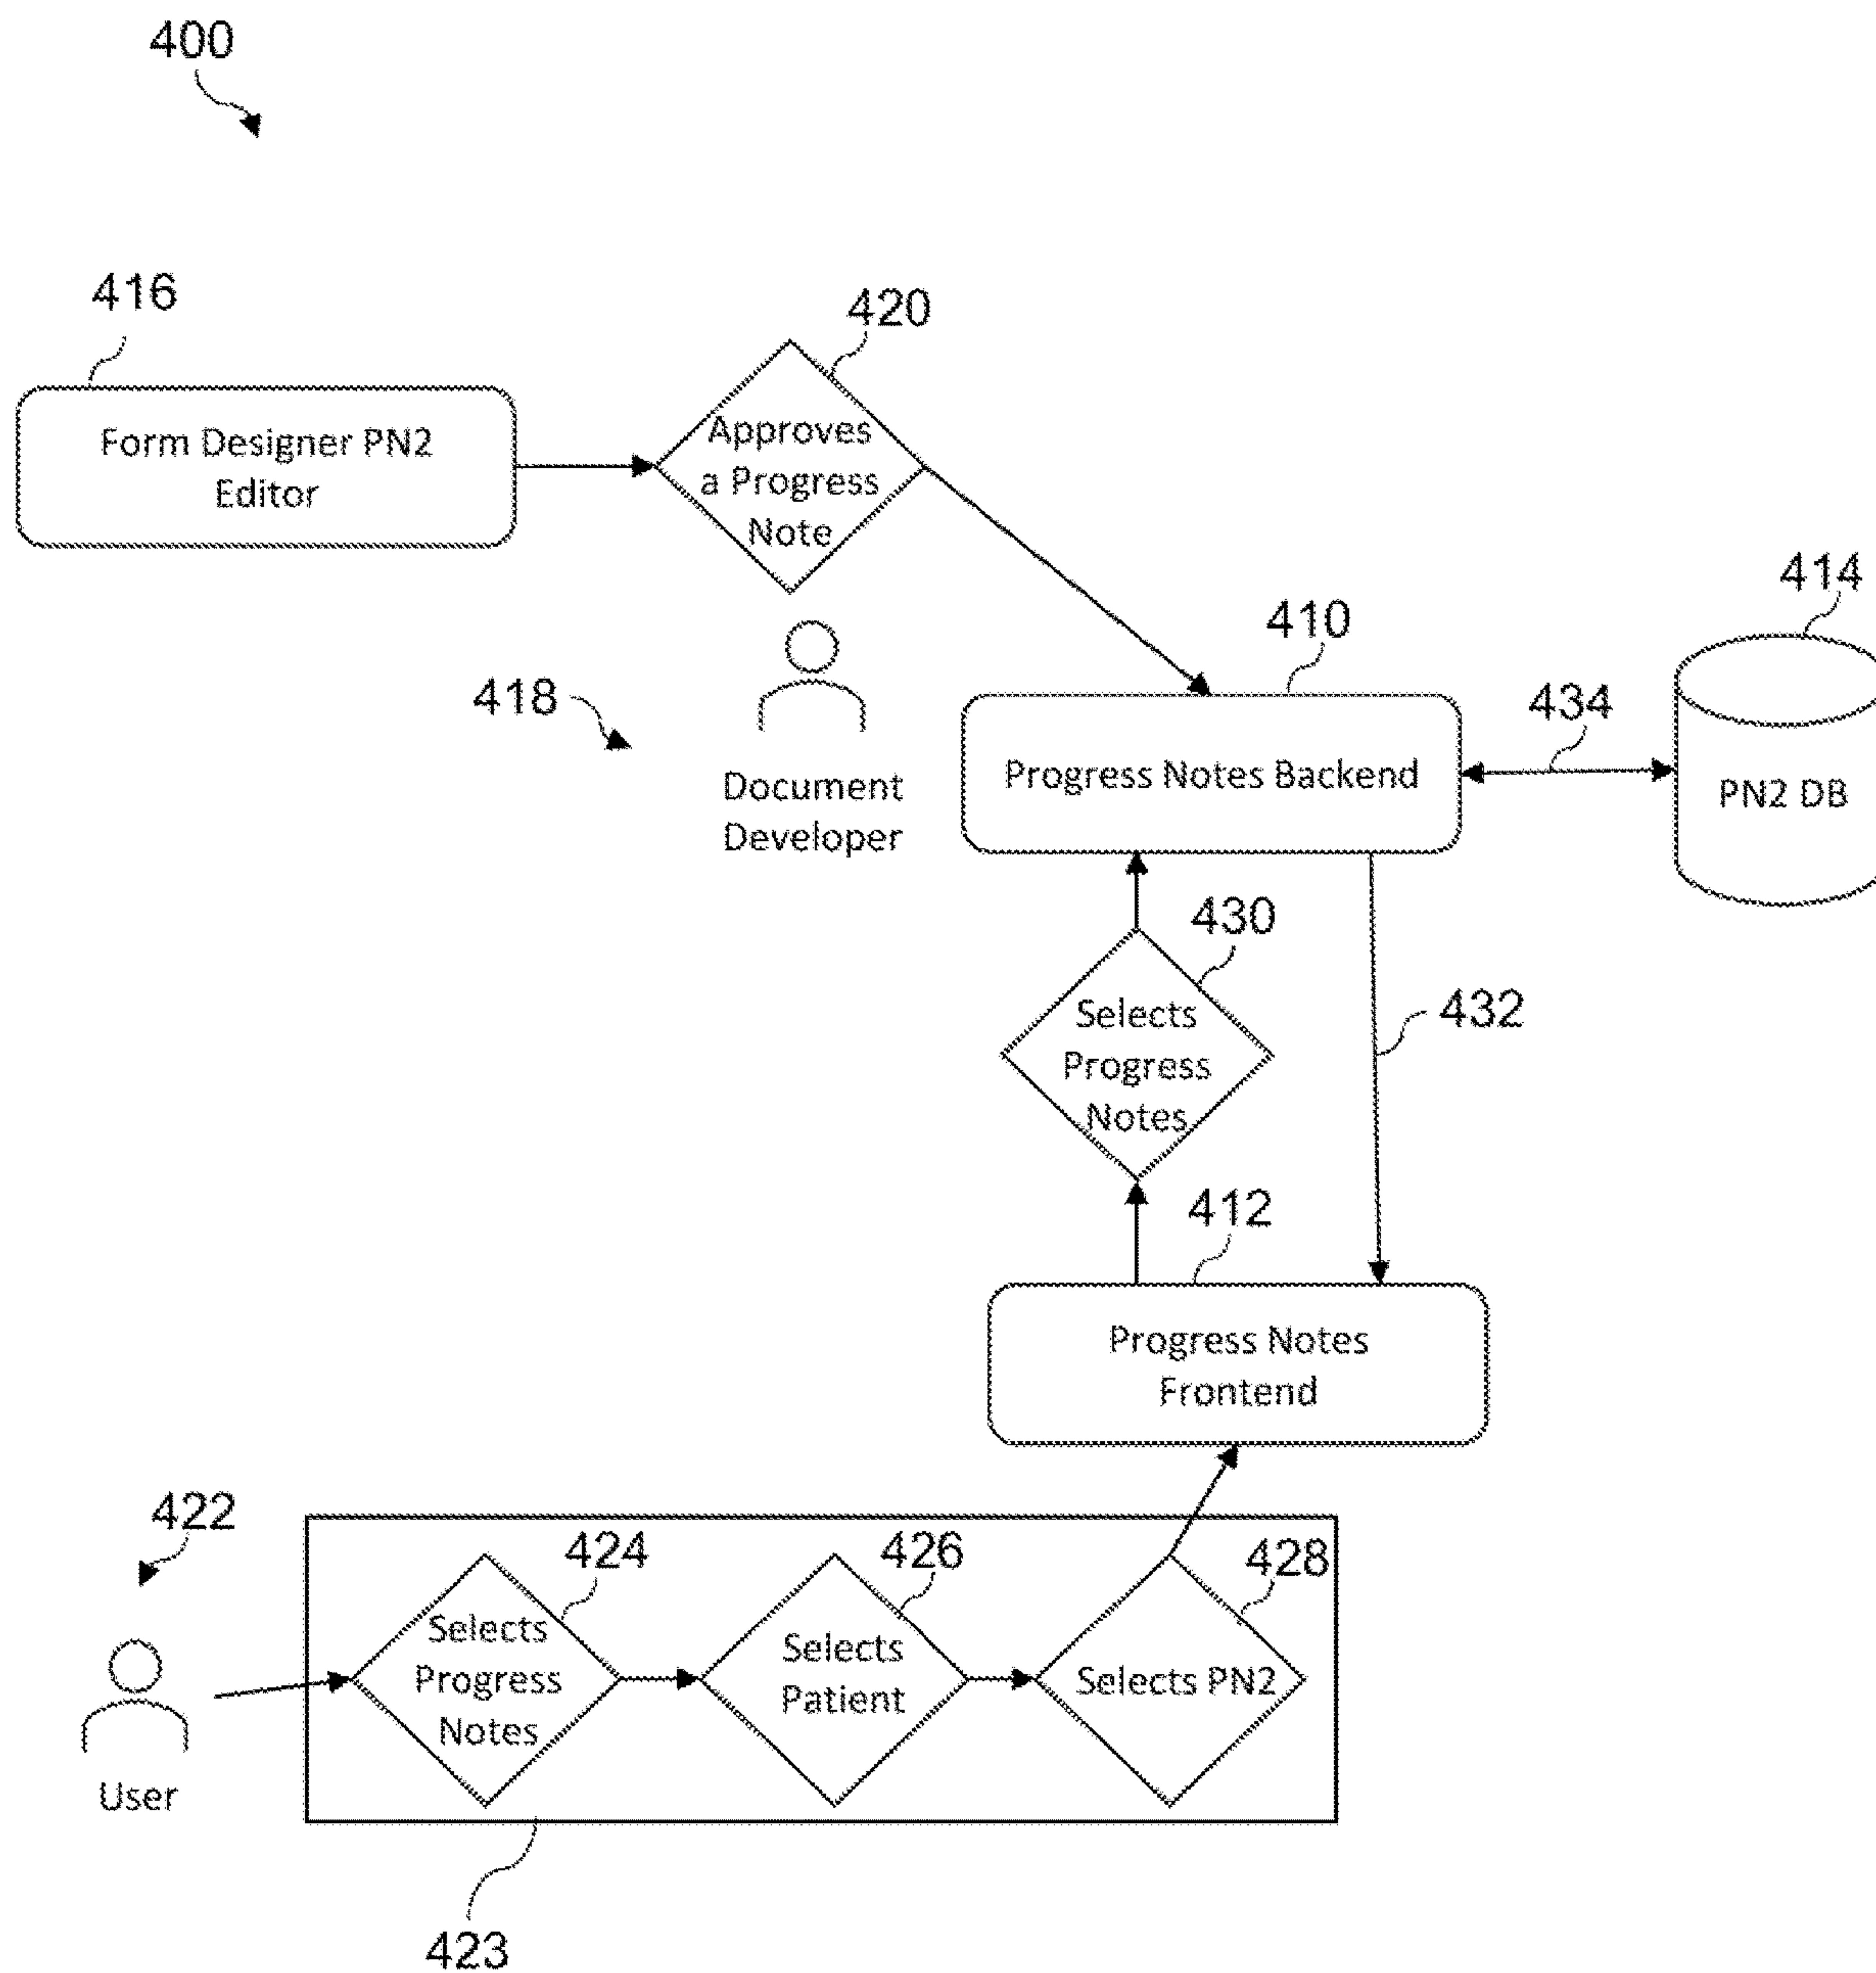 400
416
Form Designer PN2
Editor
420
Approves
a Progress
Note
418
Document
Developer
410
Progress Notes Backend
434
414
PN2 DB
430
Selects
Progress
Notes
432
412
Progress Notes
Frontend
422
User
424
Selects
Progress
Notes
426
Selects
Patient
428
Selects PN2
423